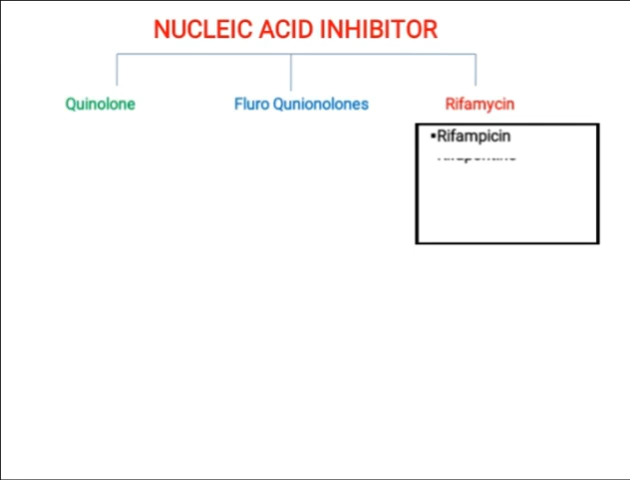 NUCLEIC ACID INHIBITOR
Quinolone
Fluro Qunionolones
Rifamycin
•Rifampicin